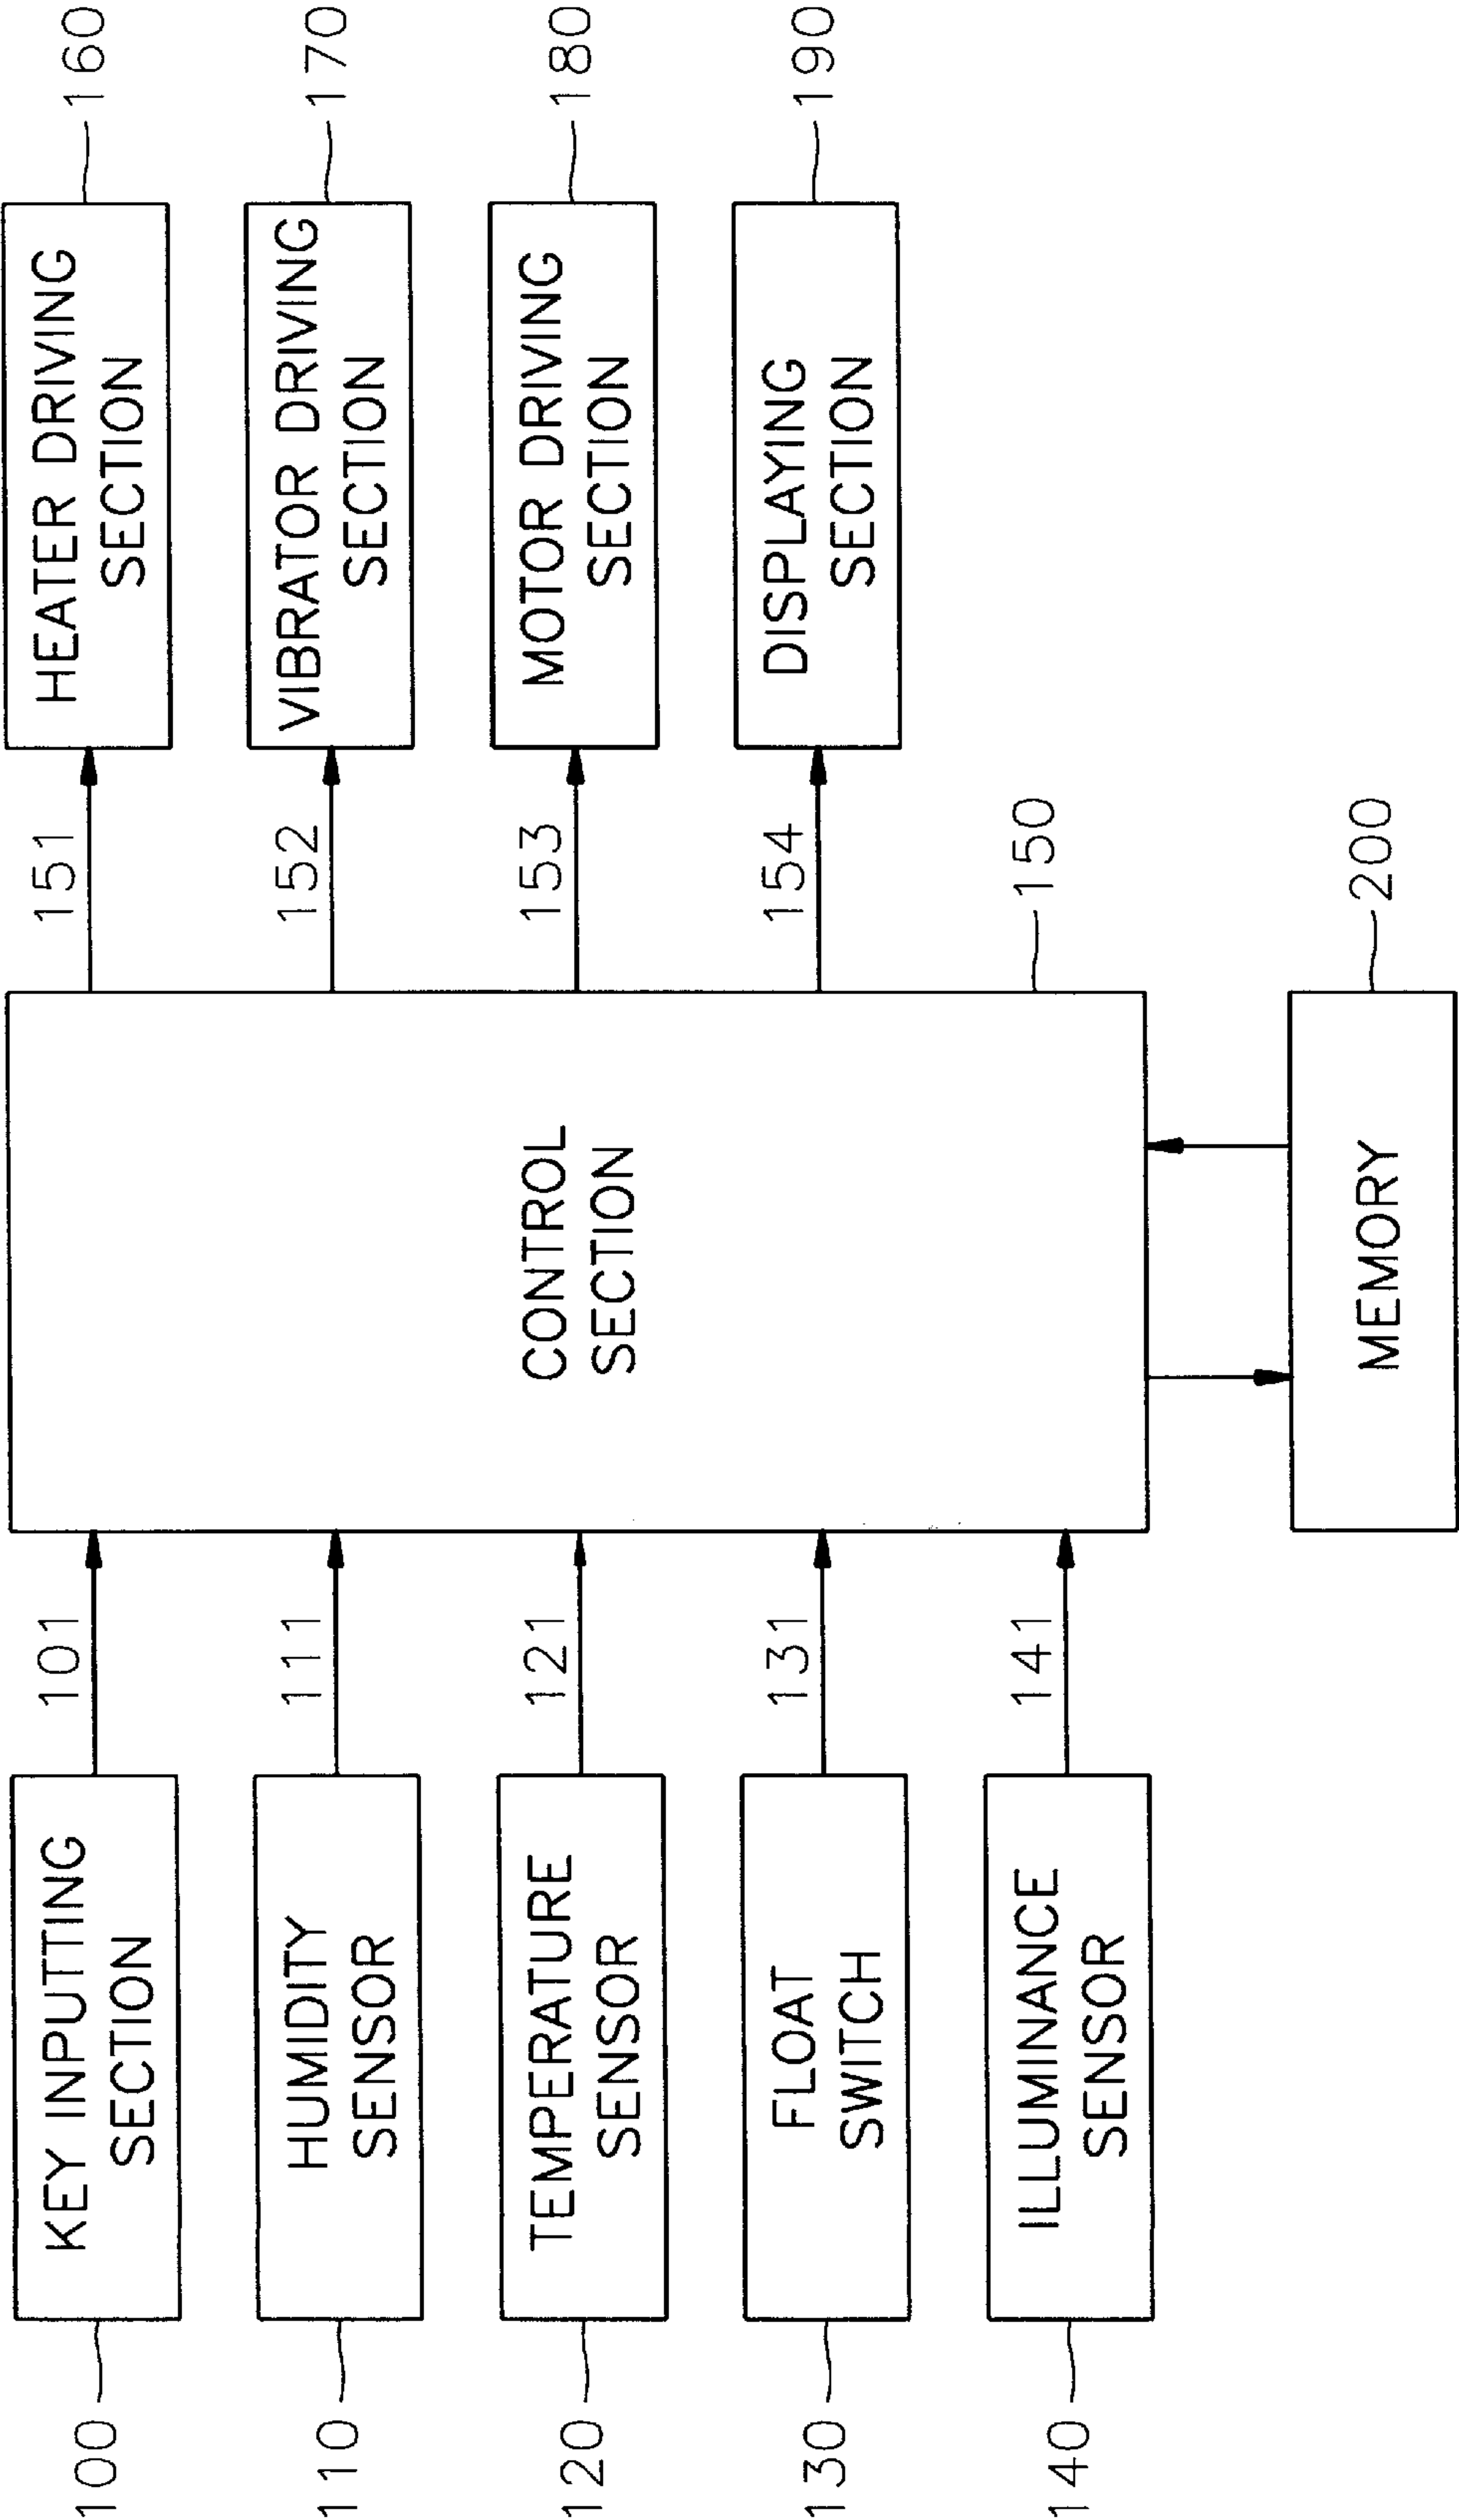 100
KEY INPUTTING
SECTION
101
110
HUMIDITY
SENSOR
111
120
TEMPERATURE
SENSOR
121
130
FLOAT
SWITCH
131
140
ILLUMINANCE
SENSOR
141
CONTROL
SECTION
150
MEMORY
200
151
HEATER DRIVING
SECTION
160
152
VIBRATOR DRIVING
SECTION
170
153
MOTOR DRIVING
SECTION
180
154
DISPLAYING
SECTION
190